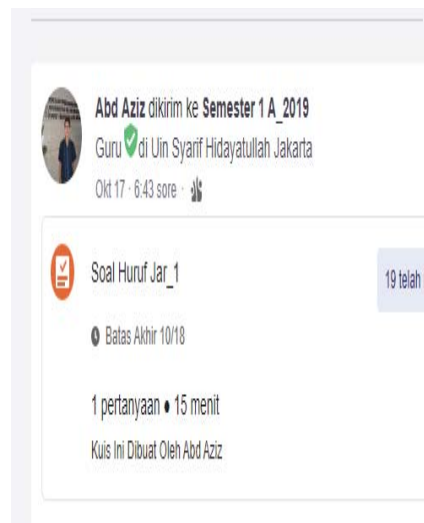 Abd Aziz dikirim ke Semester 1 A_2019
Guru di Uin Syarif Hidayatullah Jakarta
Okt 17 · 6:43 sore ·
Soal Huruf Jar_1
19 telah
Batas Akhir 10/18
1 pertanyaan ● 15 menit
Kuis Ini Dibuat Oleh Abd Aziz